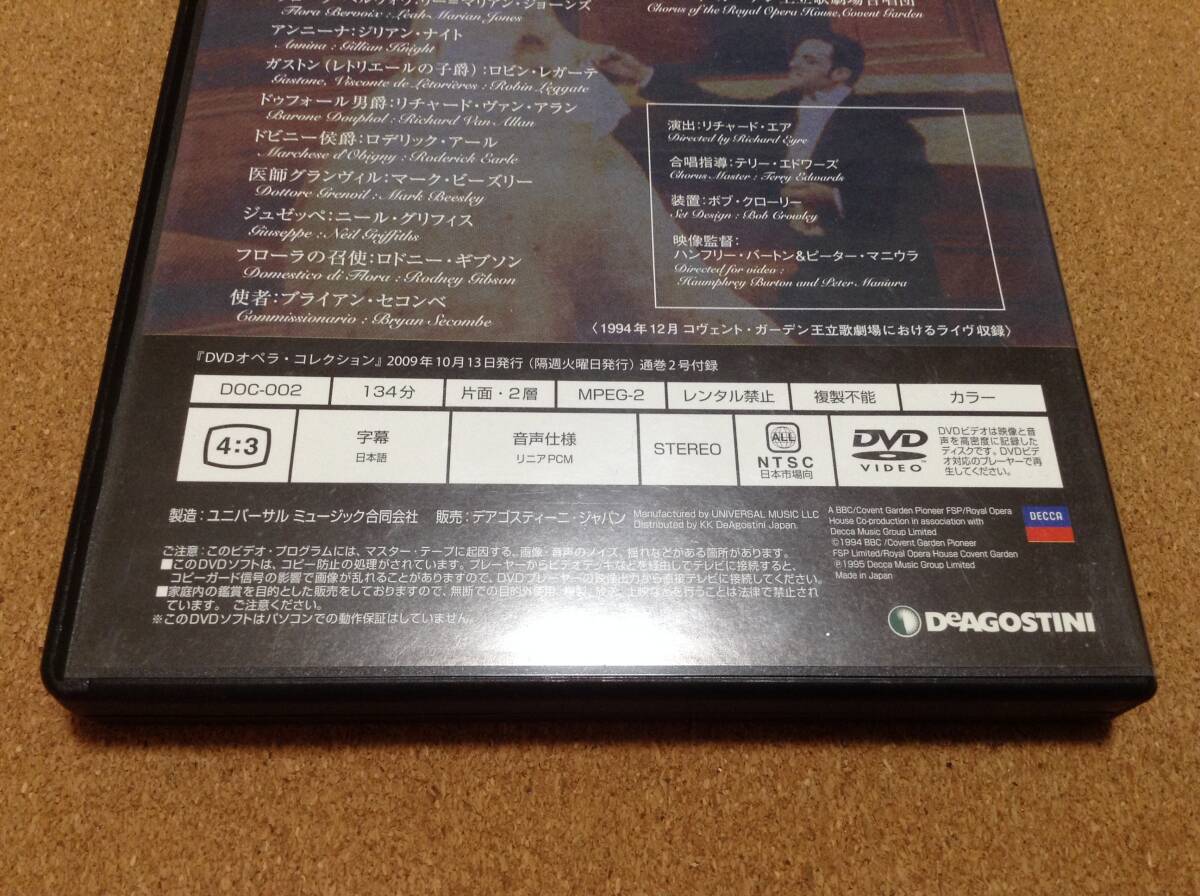 Flora Bervoix : Leah-Marian Jones
アンニーナ：ジリアン・ナイト
Annina : Gillian Knight
ガストン（レトリエールの子爵）：ロビン・レガーテ
Gastone, Visconte de Létorières : Robin Leggate
ドゥフォール男爵：リチャード・ヴァン・アラン
Barone Douphol : Richard Van Allan
ドビニー侯爵：ロデリック・アール
Marchese d'Obigny : Roderick Earle
医師グランヴィル：マーク・ビーズリー
Dottore Grenvil : Mark Beesley
ジュゼッペ：ニール・グリフィス
Giuseppe : Neil Griffiths
フローラの召使：ロドニー・ギブソン
Domestico di Flora : Rodney Gibson
使者：ブライアン・セコンベ
Commissionario : Bryan Secombe
Chorus of the Royal Opera House, Covent Garden
演出：リチャード・エア
Directed by Richard Eyre
合唱指導：テリー・エドワーズ
Chorus Master : Terry Edwards
装置：ボブ・クローリー
Set Design : Bob Crowley
映像監督：
ハンフリー・バートン&ピーター・マニウラ
Directed for video :
Haumphrey Burton and Peter Maniura
〈1994年12月 コヴェント・ガーデン王立歌劇場におけるライヴ収録〉
『DVDオペラ・コレクション』2009年10月13日発行（隔週火曜日発行）通巻2号付録
DOC-002 134分 片面・2層 MPEG-2 レンタル禁止 複製不能 カラー
4:3
字幕
日本語
音声仕様
リニアPCM
STEREO
ALL
NTSC
日本市場向
DVD
VIDEO
DVDビデオは映像と音
声を高密度に記録した
ディスクです。DVDビデ
オ対応のプレーヤーで再
生してください。
製造：ユニバーサル ミュージック合同会社 販売：デアゴスティーニ・ジャパン
Manufactured by UNIVERSAL MUSIC LLC
Distributed by KK DeAgostini Japan.
A BBC/Covent Garden Pioneer FSP/Royal Opera
House Co-production in association with
Decca Music Group Limited
©1994 BBC /Covent Garden Pioneer
FSP Limited/Royal Opera House Covent Garden
℗1995 Decca Music Group Limited
Made in Japan
DECCA
ご注意：このビデオ・プログラムには、マスター・テープに起因する、画像・音声のノイズ、揺れなどがある箇所があります。
■このDVDソフトは、コピー防止の処理がされています。プレーヤーからビデオデッキなどを経由してテレビに接続すると、
コピーガード信号の影響で画像が乱れることがありますので、DVDプレーヤーの映像出力から直接テレビに接続してください。
■家庭内の鑑賞を目的とした販売をしておりますので、無断での目的外使用、複製、放送、上映などを行うことは法律で禁止され
ています。ご注意ください。
※このDVDソフトはパソコンでの動作保証はしていません。
DeAGOSTINI